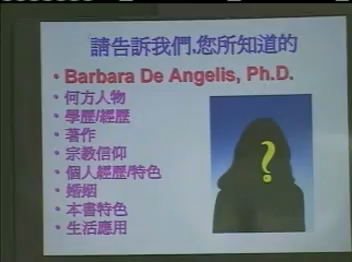 請告訴我們,您所知道的
• Barbara De Angelis, Ph.D.
• 何方人物
• 學歷/經歷
• 著作
• 宗教信仰
• 個人經歷/特色
• 婚姻
• 本書特色
• 生活應用
?